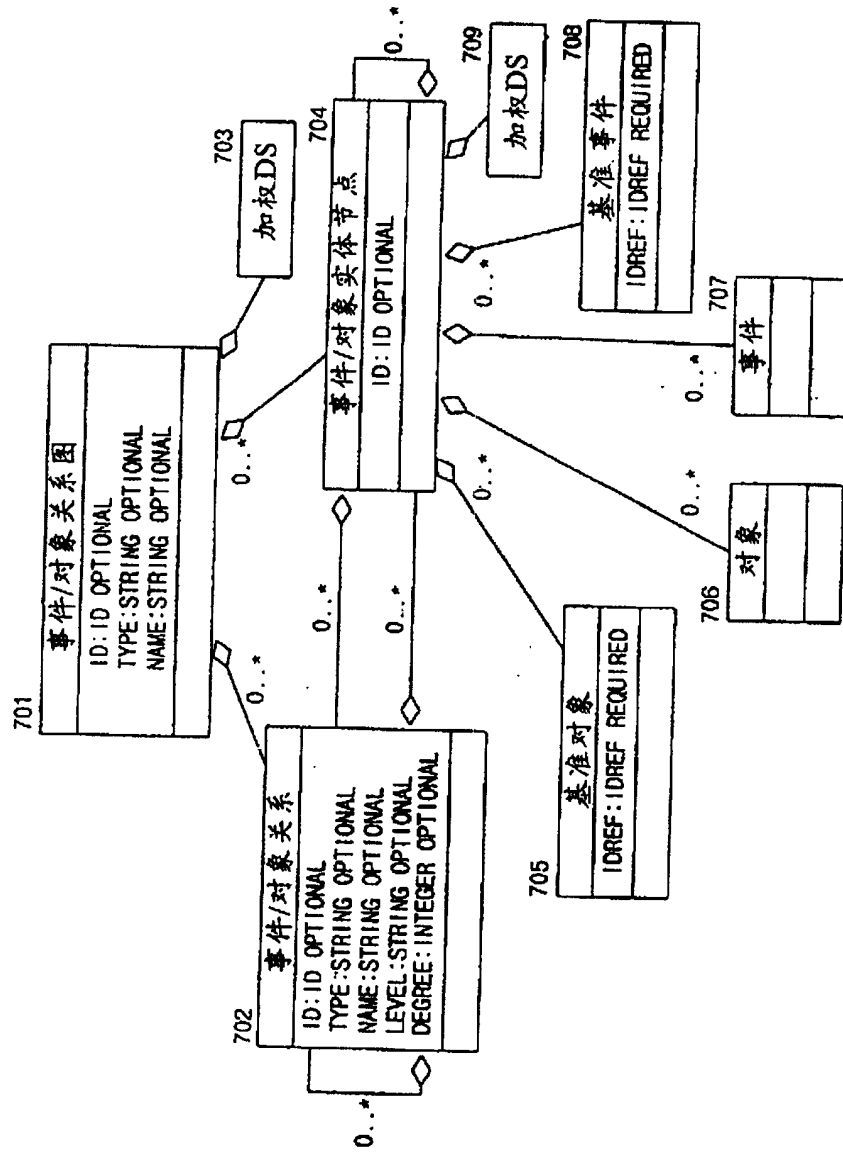 701
事件/对象关系图
ID:ID OPTIONAL
TYPE:STRING OPTIONAL
NAME:STRING OPTIONAL
703
加权DS
0..*
0..*
702
事件/对象关系
ID:ID OPTIONAL
TYPE:STRING OPTIONAL
NAME:STRING OPTIONAL
LEVEL:STRING OPTIONAL
DEGREE:INTEGER OPTIONAL
0..*
0..*
0..*
704
事件/对象实体节点
ID:ID OPTIONAL
0..*
709
加权DS
0..*
0..*
705
基准对象
IDREF:IDREF REQUIRED
0..*
706
对象
0..*
707
事件
708
基准事件
IDREF:IDREF REQUIRED